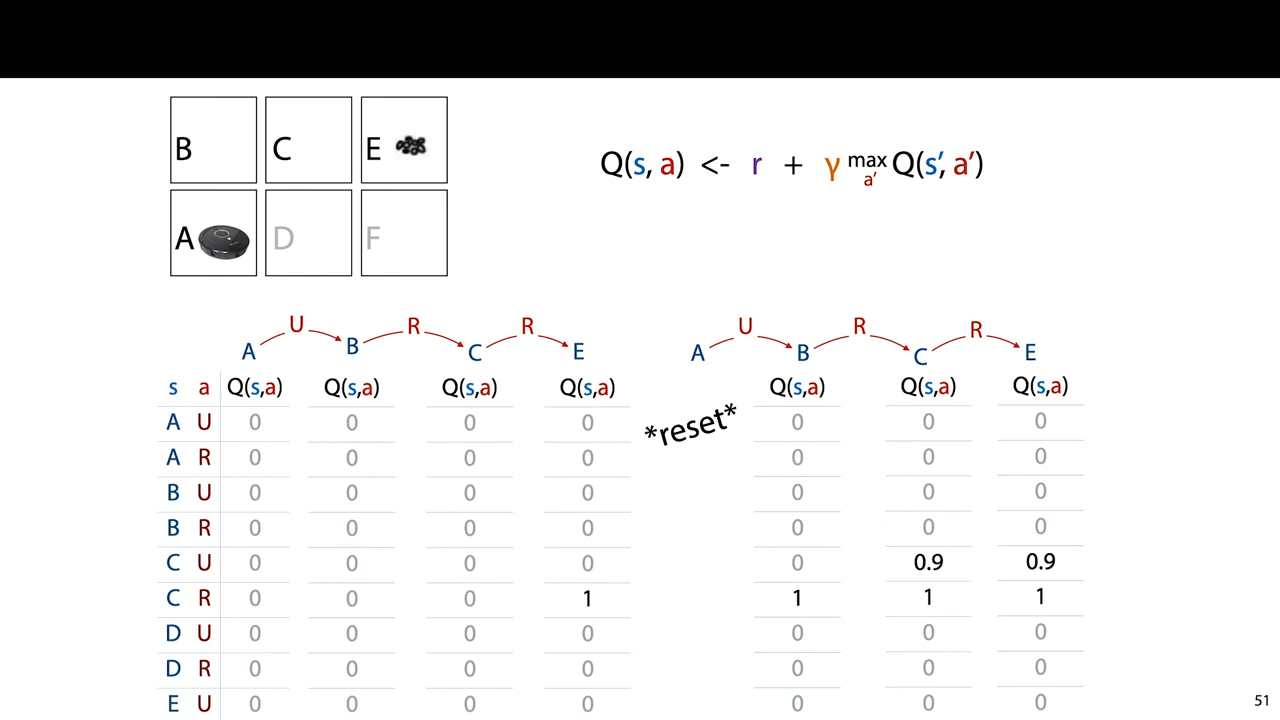 B C E
A D F
Q(s, a) <- r + γ max a' Q(s', a')
U R R U R R
A B C E A B C E
s a Q(s,a) Q(s,a) Q(s,a) Q(s,a) Q(s,a) Q(s,a) Q(s,a)
*reset*
A U 0 0 0 0 0 0 0
A R 0 0 0 0 0 0 0
B U 0 0 0 0 0 0 0
B R 0 0 0 0 0 0 0
C U 0 0 0 0 0 0.9 0.9
C R 0 0 0 1 1 1 1
D U 0 0 0 0 0 0 0
D R 0 0 0 0 0 0 0
E U 0 0 0 0 0 0 0
51